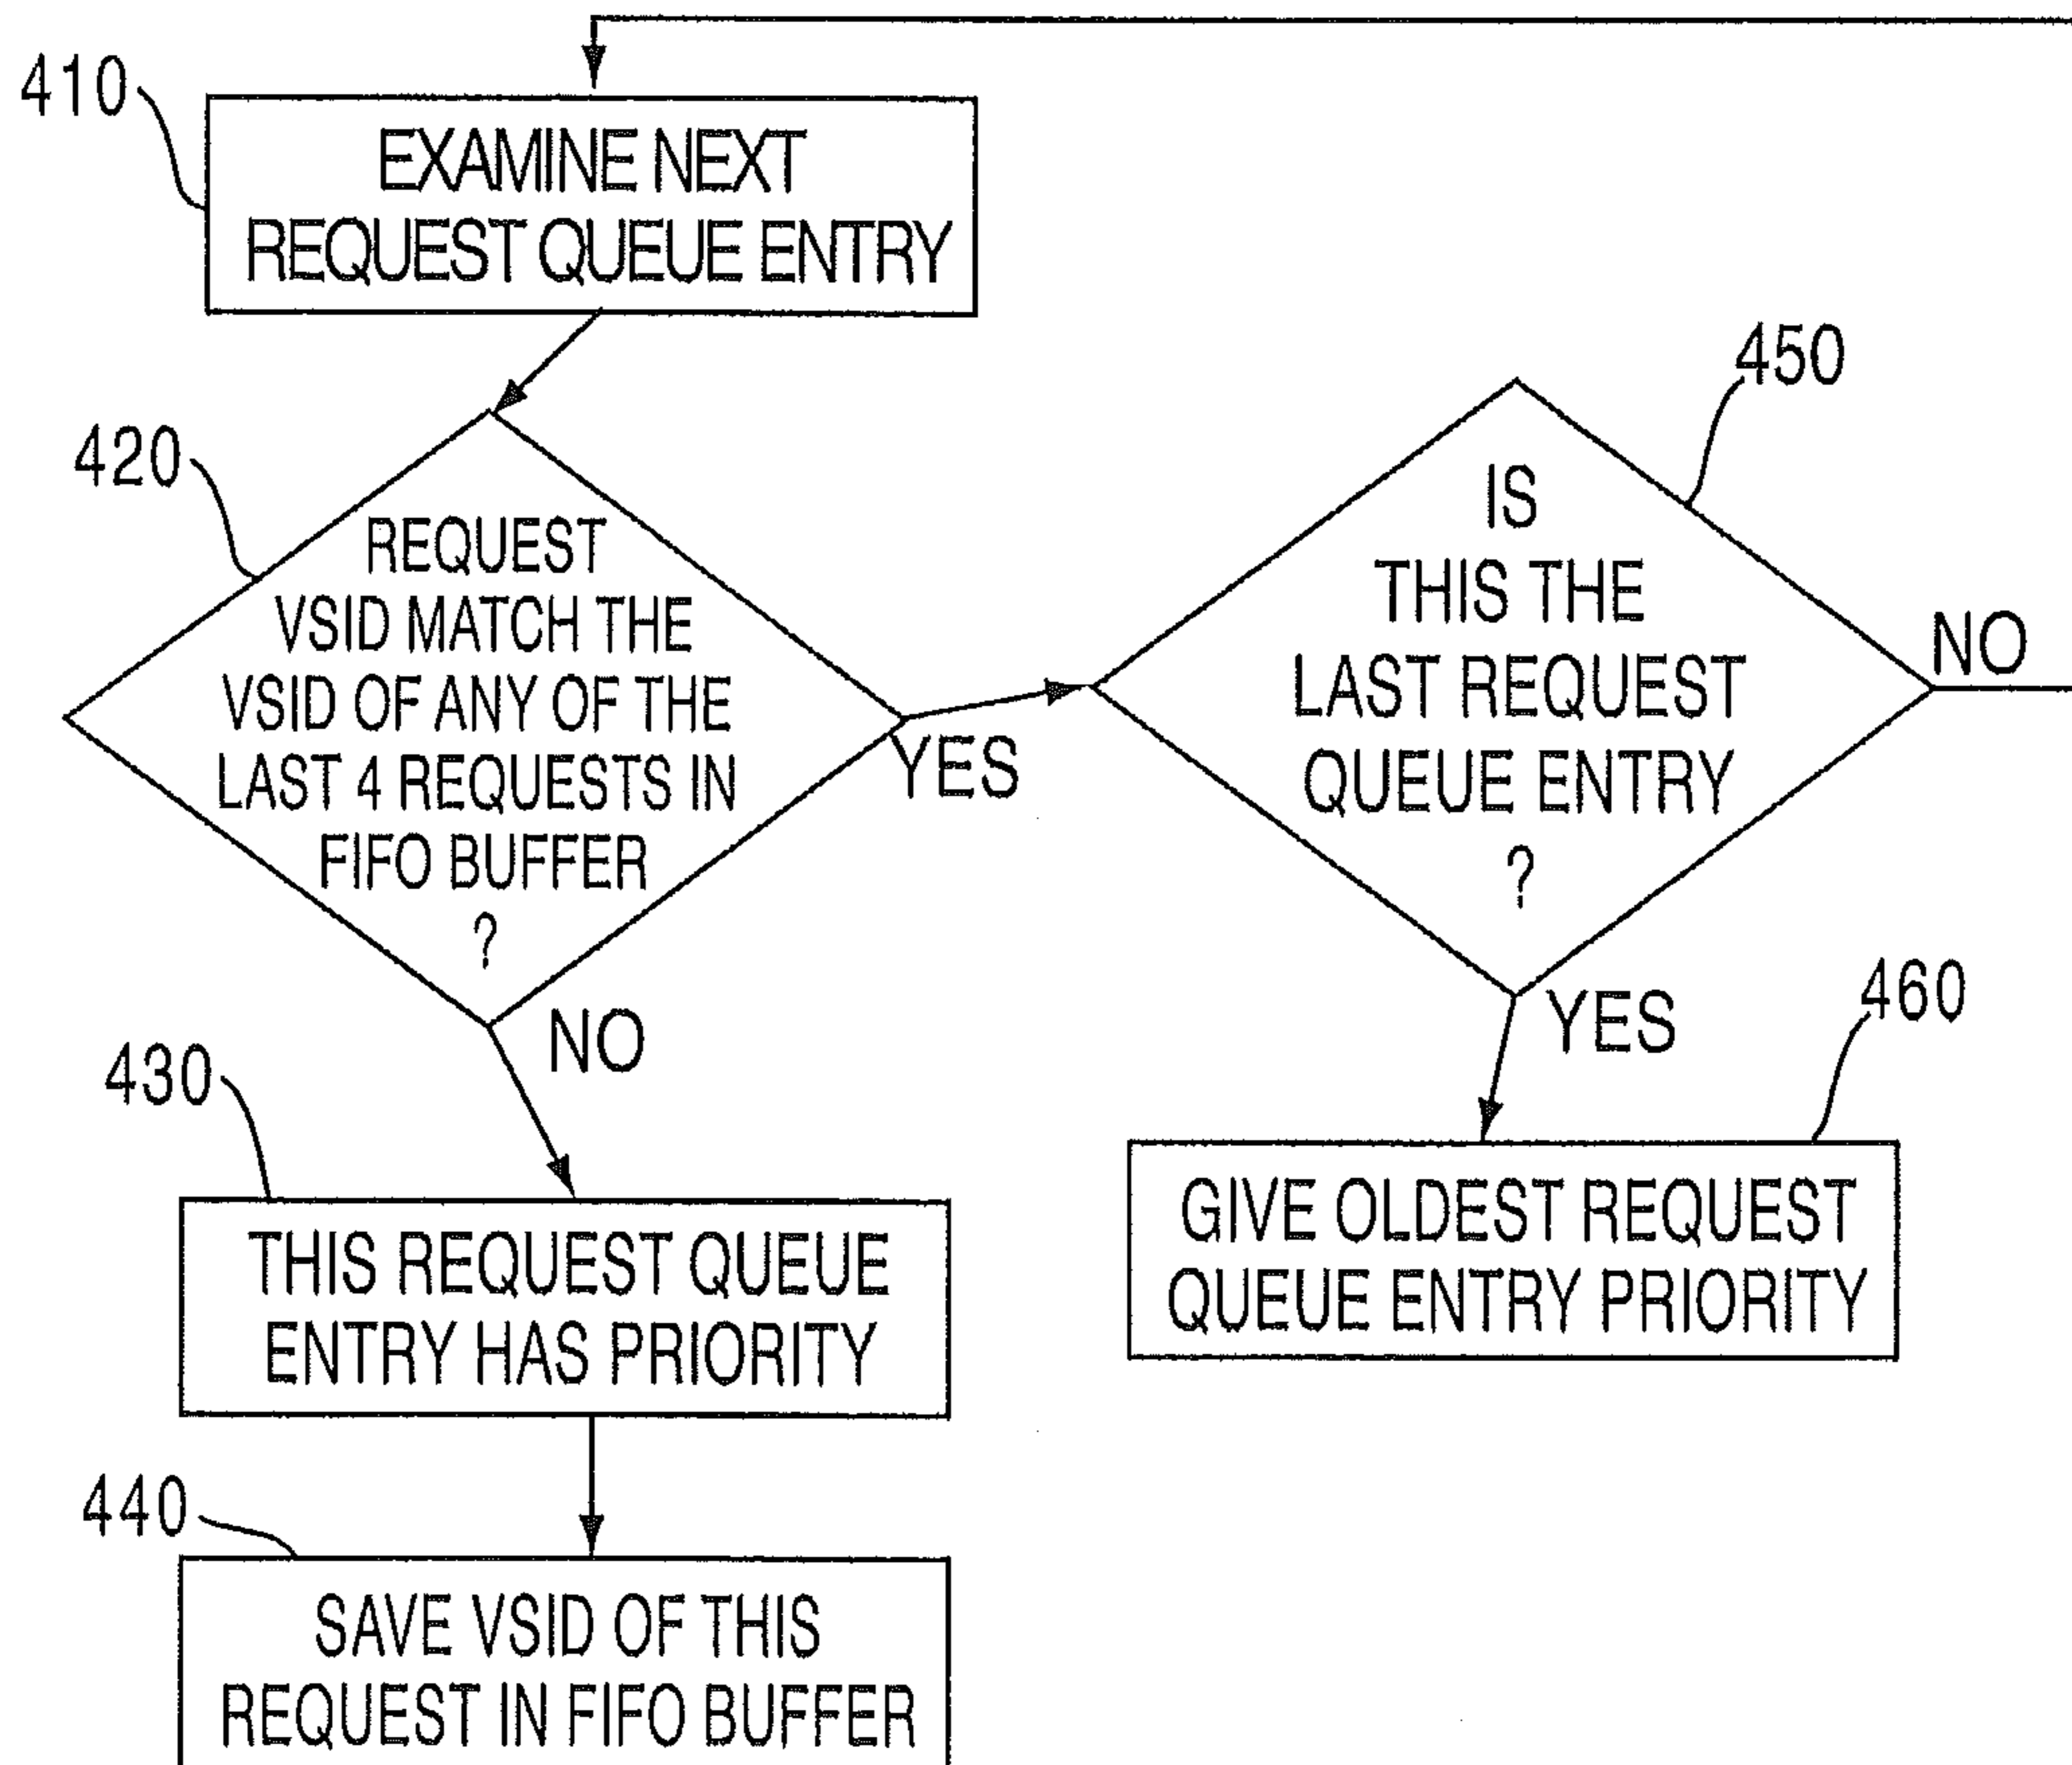 410
EXAMINE NEXT
REQUEST QUEUE ENTRY
420
REQUEST
VSID MATCH THE
VSID OF ANY OF THE
LAST 4 REQUESTS IN
FIFO BUFFER
?
YES
NO
450
IS
THIS THE
LAST REQUEST
QUEUE ENTRY
?
NO
YES
430
THIS REQUEST QUEUE
ENTRY HAS PRIORITY
460
GIVE OLDEST REQUEST
QUEUE ENTRY PRIORITY
440
SAVE VSID OF THIS
REQUEST IN FIFO BUFFER